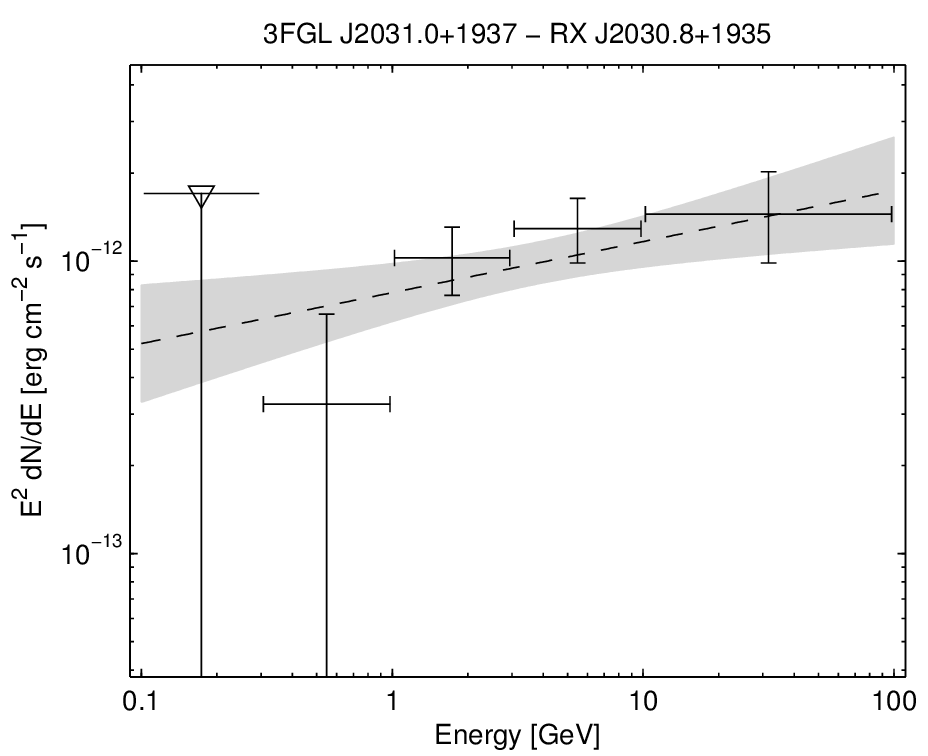 3FGL J2031.0+1937 − RX J2030.8+1935
E² dN/dE [erg cm⁻² s⁻¹]
10⁻¹²
10⁻¹³
0.1 1 10 100
Energy [GeV]